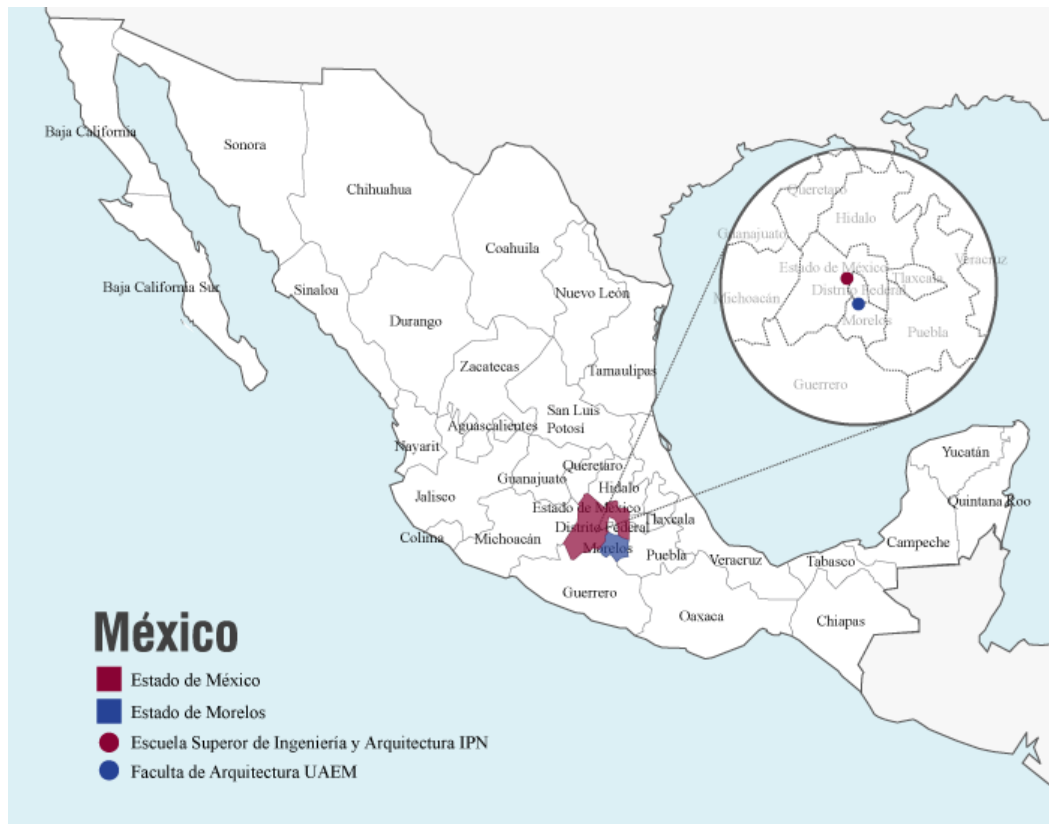 Baja California
Sonora
Chihuahua
Coahuila
Baja California Sur
Sinaloa
Durango
Nuevo León
Zacatecas
Tamaulipas
Aguascalientes
San Luis
Potosí
Nayarit
Queretaro
Guanajuato
Hidalo
Jalisco
Estado de México
Distrito Federal
Tlaxcala
Colima
Michoacán
Morelos
Puebla
Veracruz
Guerrero
Oaxaca
Tabasco
Chiapas
Campeche
Yucatán
Quintana Roo
Queretaro
Hidalo
Guanajuato
Veracruz
Estado de México
Tlaxcala
Distrito Federal
Michoacán
Morelos
Puebla
Guerrero
México
Estado de México
Estado de Morelos
Escuela Superor de Ingeniería y Arquitectura IPN
Faculta de Arquitectura UAEM